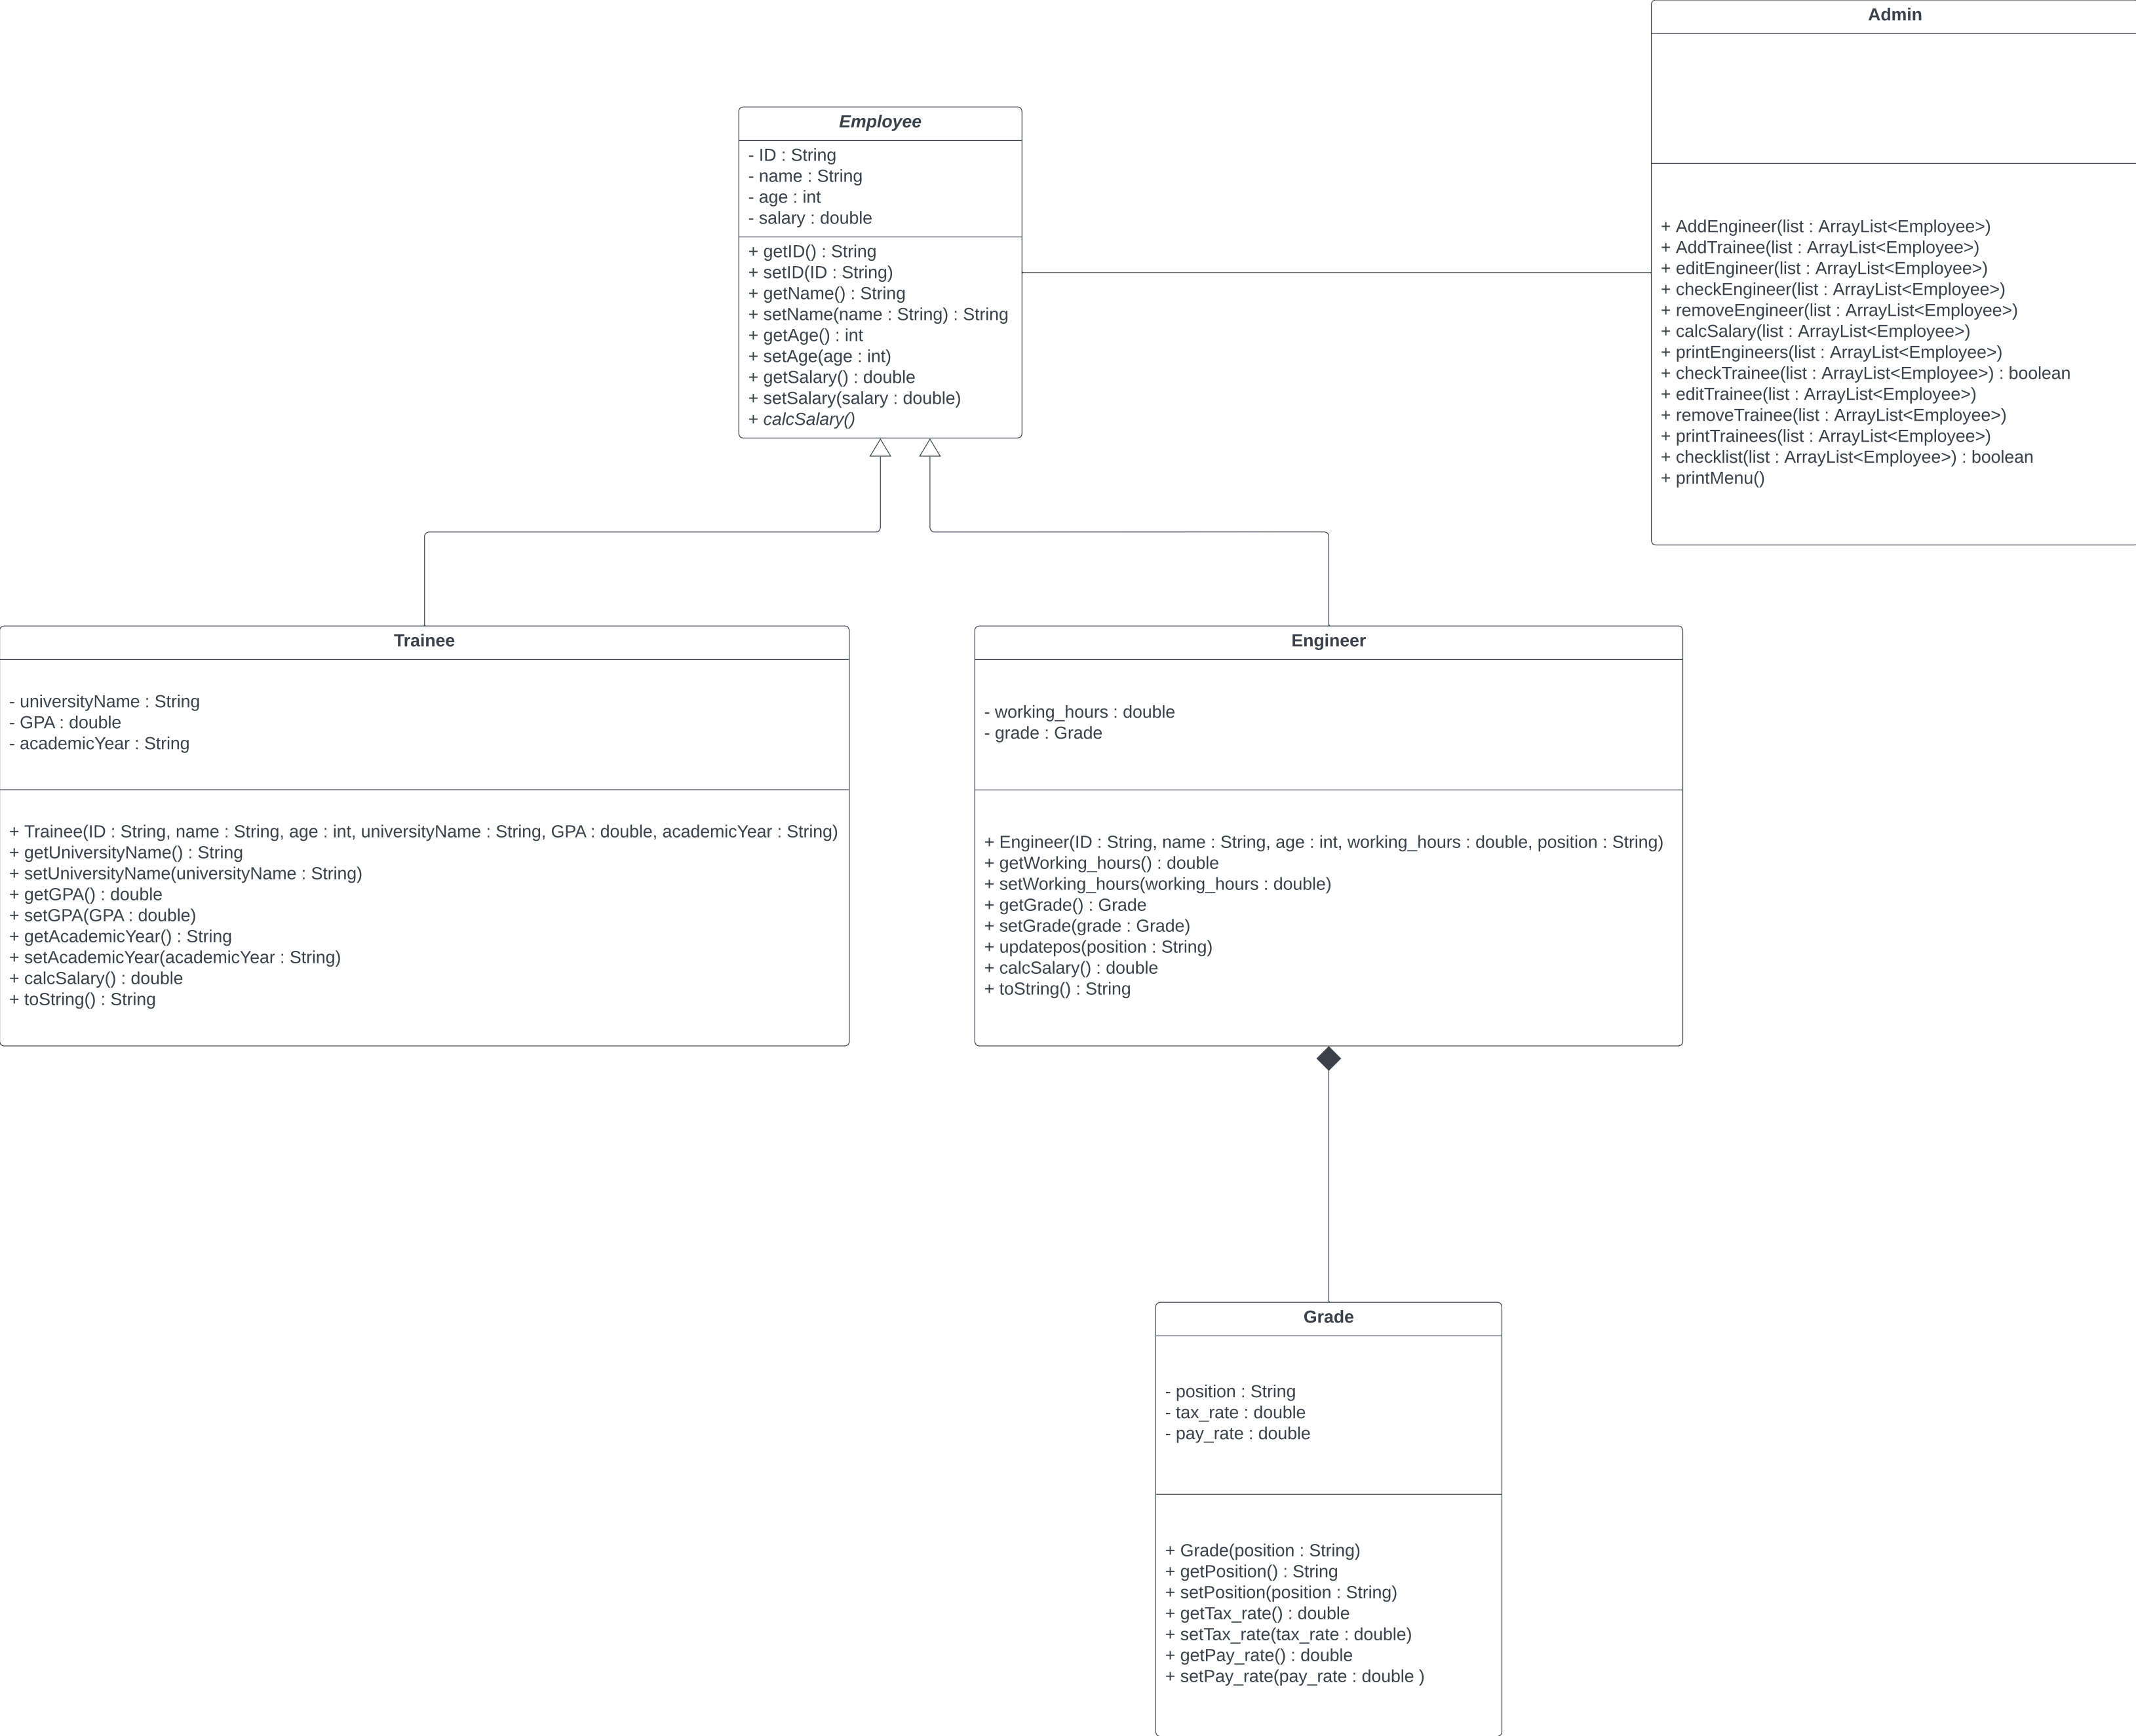 Admin
+ AddEngineer(list : ArrayList<Employee>)
+ AddTrainee(list : ArrayList<Employee>)
+ editEngineer(list : ArrayList<Employee>)
+ checkEngineer(list : ArrayList<Employee>)
+ removeEngineer(list : ArrayList<Employee>)
+ calcSalary(list : ArrayList<Employee>)
+ printEngineers(list : ArrayList<Employee>)
+ checkTrainee(list : ArrayList<Employee>) : boolean
+ editTrainee(list : ArrayList<Employee>)
+ removeTrainee(list : ArrayList<Employee>)
+ printTrainees(list : ArrayList<Employee>)
+ checklist(list : ArrayList<Employee>) : boolean
+ printMenu()
Employee
- ID : String
- name : String
- age : int
- salary : double
+ getID() : String
+ setID(ID : String)
+ getName() : String
+ setName(name : String) : String
+ getAge() : int
+ setAge(age : int)
+ getSalary() : double
+ setSalary(salary : double)
+ calcSalary()
Trainee
- universityName : String
- GPA : double
- academicYear : String
+ Trainee(ID : String, name : String, age : int, universityName : String, GPA : double, academicYear : String)
+ getUniversityName() : String
+ setUniversityName(universityName : String)
+ getGPA() : double
+ setGPA(GPA : double)
+ getAcademicYear() : String
+ setAcademicYear(academicYear : String)
+ calcSalary() : double
+ toString() : String
Engineer
- working_hours : double
- grade : Grade
+ Engineer(ID : String, name : String, age : int, working_hours : double, position : String)
+ getWorking_hours() : double
+ setWorking_hours(working_hours : double)
+ getGrade() : Grade
+ setGrade(grade : Grade)
+ updatepos(position : String)
+ calcSalary() : double
+ toString() : String
Grade
- position : String
- tax_rate : double
- pay_rate : double
+ Grade(position : String)
+ getPosition() : String
+ setPosition(position : String)
+ getTax_rate() : double
+ setTax_rate(tax_rate : double)
+ getPay_rate() : double
+ setPay_rate(pay_rate : double )